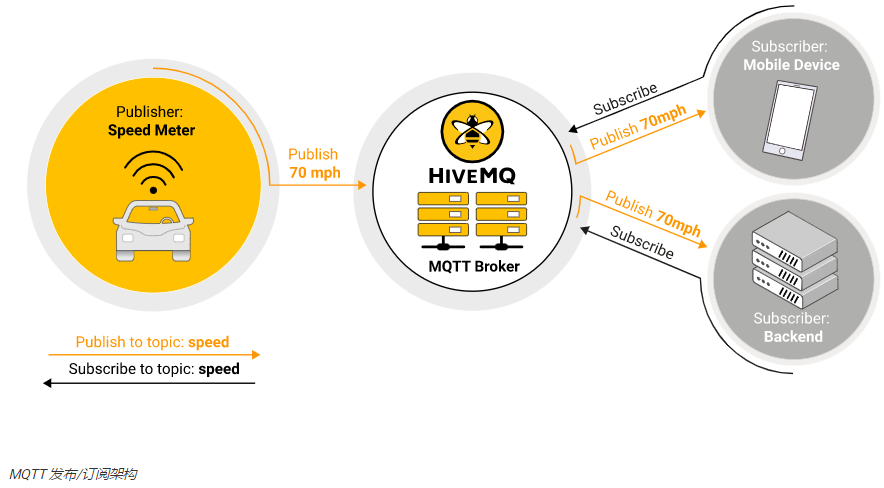 Publisher:
Speed Meter
Publish
70 mph
HIVEMQ
MQTT Broker
Subscribe
Publish 70mph
Subscriber:
Mobile Device
Publish 70mph
Subscribe
Subscriber:
Backend
Publish to topic: speed
Subscribe to topic: speed
MQTT 发布/订阅架构